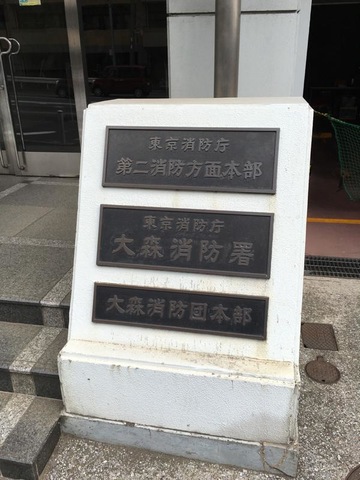 東京消防庁
第二消防方面本部
東京消防庁
大森消防署
大森消防団本部